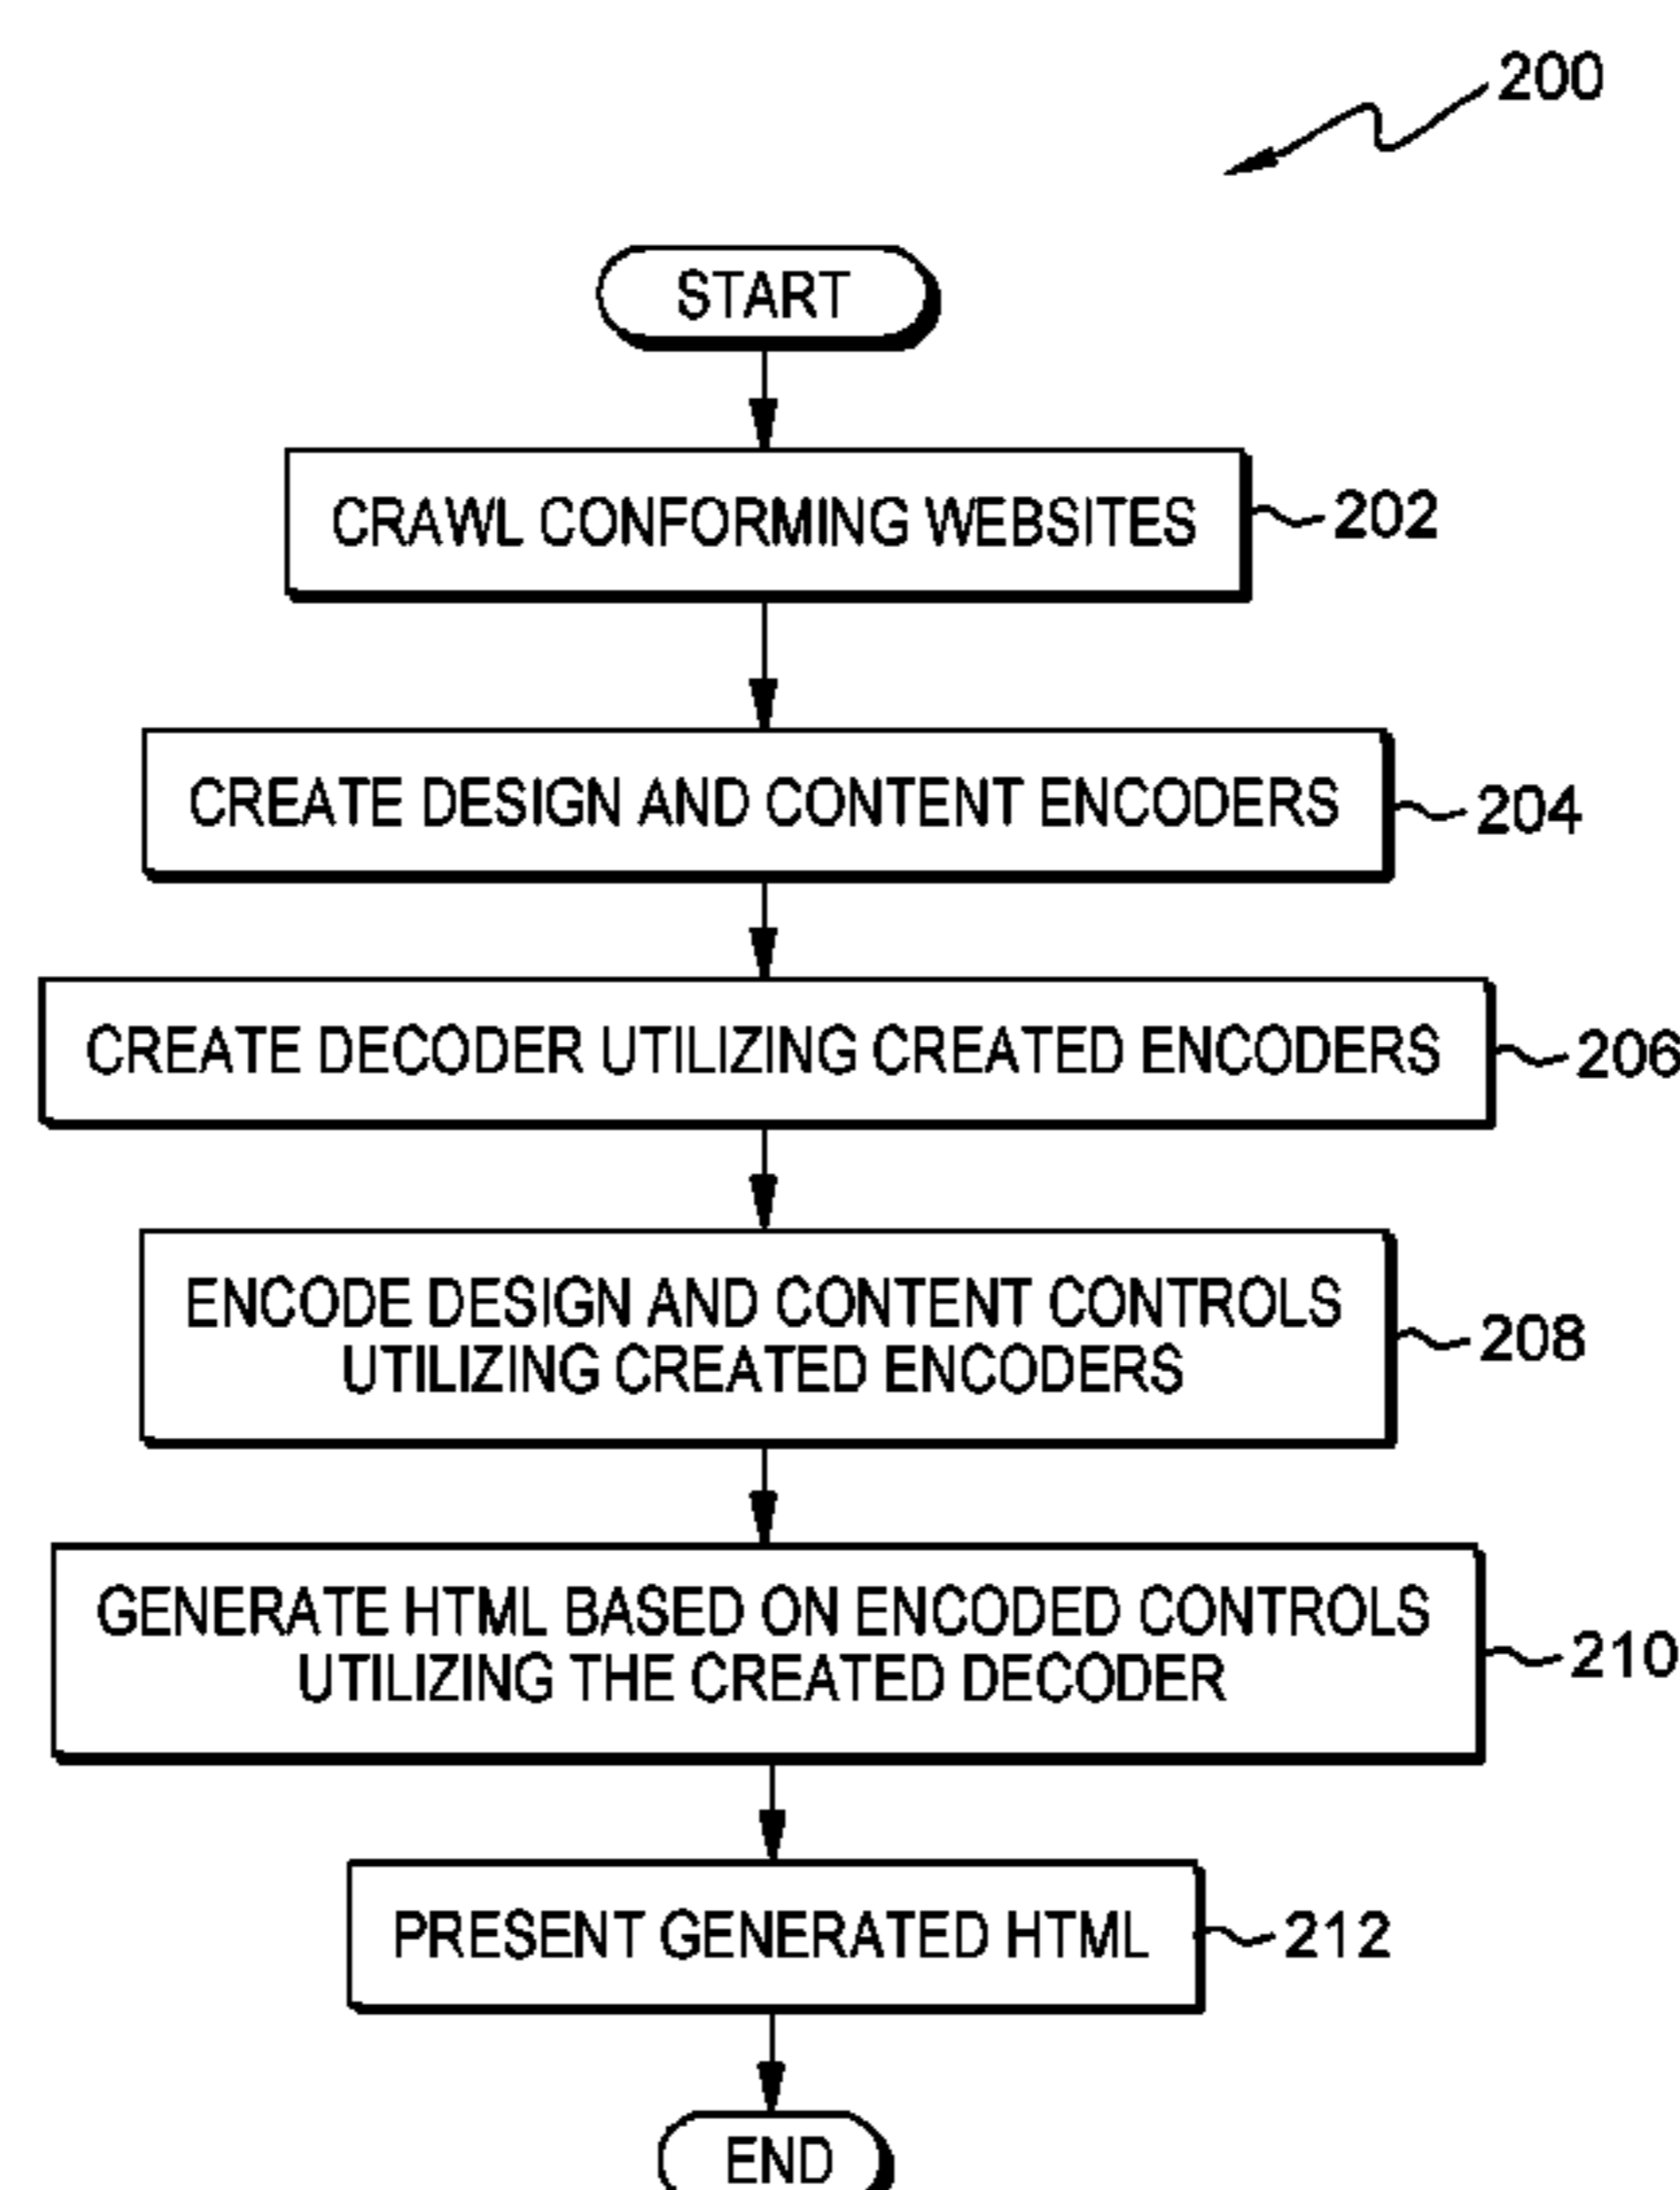 200
START
CRAWL CONFORMING WEBSITES
202
CREATE DESIGN AND CONTENT ENCODERS
204
CREATE DECODER UTILIZING CREATED ENCODERS
206
ENCODE DESIGN AND CONTENT CONTROLS
UTILIZING CREATED ENCODERS
208
GENERATE HTML BASED ON ENCODED CONTROLS
UTILIZING THE CREATED DECODER
210
PRESENT GENERATED HTML
212
END